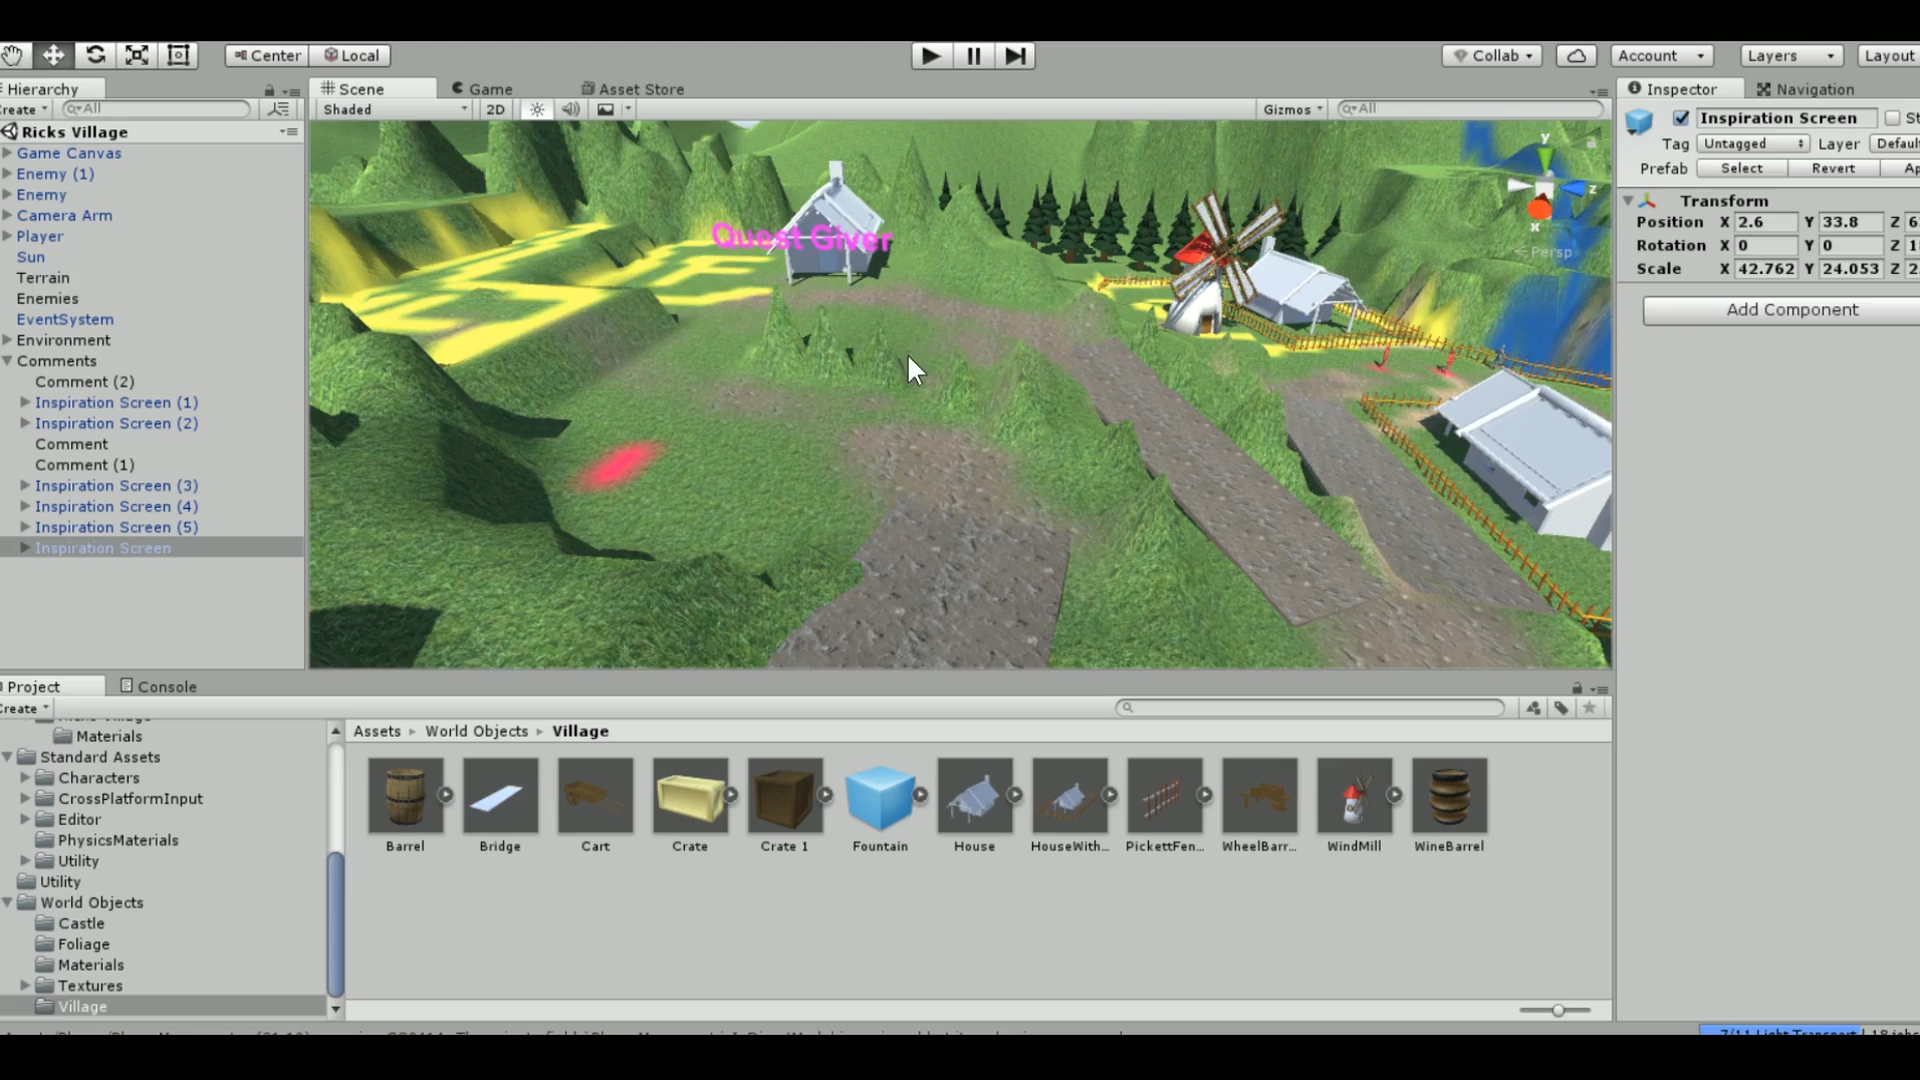 Center Local Collab Account Layers Layout
Hierarchy Scene Game Asset Store Inspector Navigation
Create All Shaded 2D Gizmos All Inspiration Screen
Ricks Village
Tag Untagged Layer
Game Canvas
Prefab Select Revert
Enemy (1)
Enemy
Transform
Camera Arm
Position X 2.6 Y 33.8 Z
Player
Quest Giver
Rotation X 0 Y 0 Z
Sun
y
z
x
Persp
Scale X 42.762 Y 24.053 Z
Terrain
Enemies
Add Component
EventSystem
Environment
Comments
Comment (2)
Inspiration Screen (1)
Inspiration Screen (2)
Comment
Comment (1)
Inspiration Screen (3)
Inspiration Screen (4)
Inspiration Screen (5)
Inspiration Screen
Project Console
Create
Materials
Standard Assets
Characters
CrossPlatformInput
Editor
PhysicsMaterials
Utility
Utility
World Objects
Castle
Foliage
Materials
Textures
Village
Assets World Objects Village
Barrel Bridge Cart Crate Crate 1 Fountain House HouseWith... PickettFen... WheelBarr... WindMill WineBarrel
7/11 Light Transport